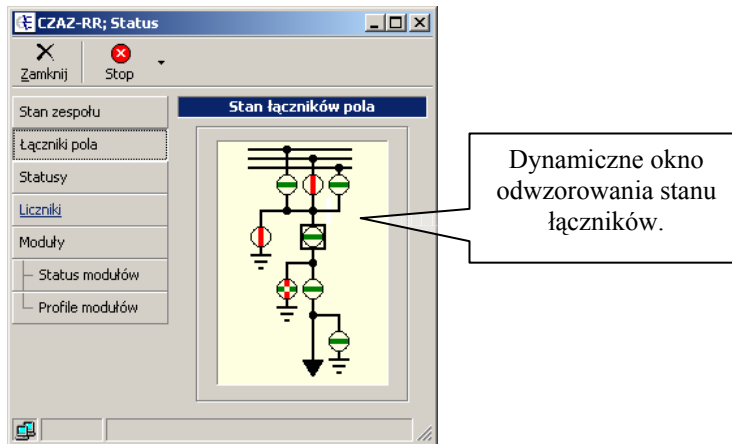 CZAZ-RR; Status
Zamknij
Stop
Stan zespołu
Łączniki pola
Statusy
Liczniki
Moduły
Status modułów
Profile modułów
Stan łączników pola
Dynamiczne okno
odwzorowania stanu
łączników.